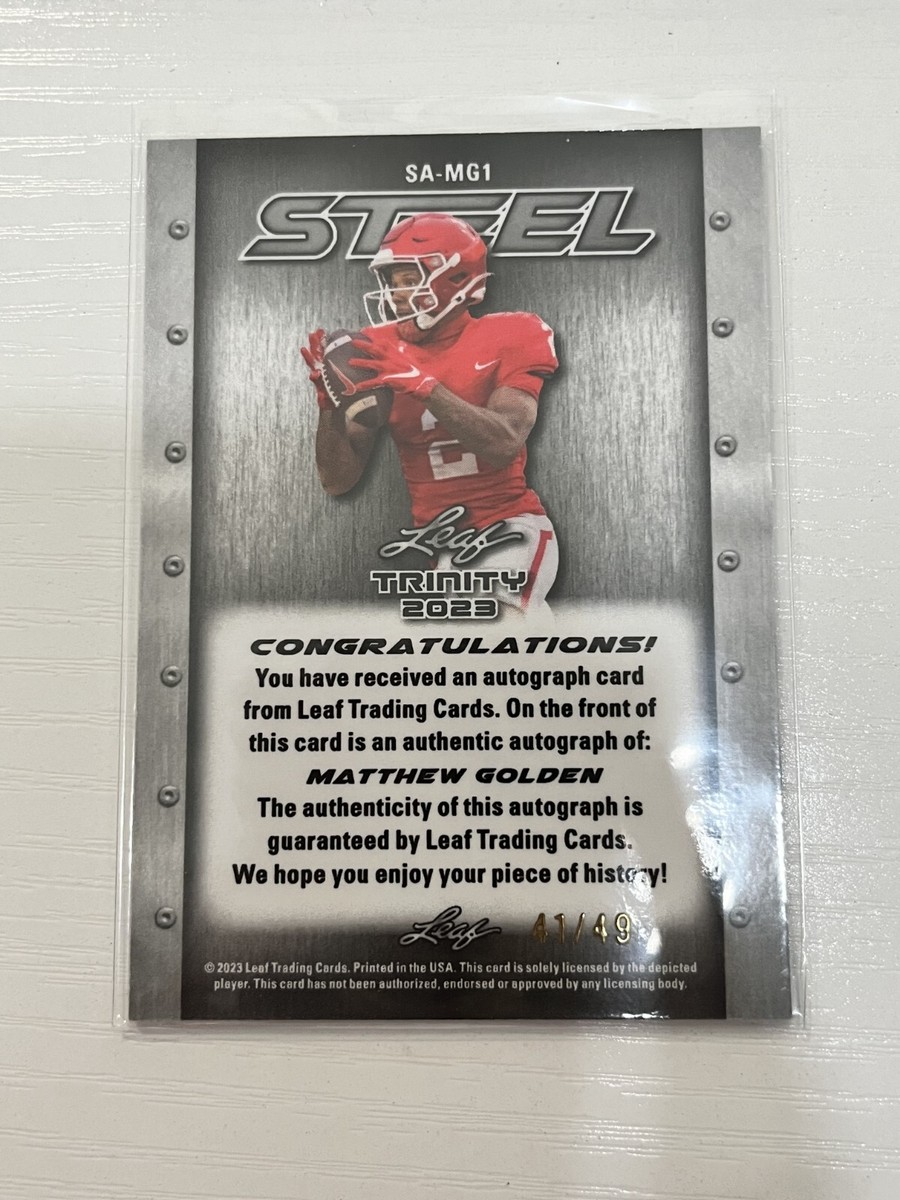 SA-MG1
STEEL
2
2
Leaf
TRINITY
2023
CONGRATULATIONS!
You have received an autograph card
from Leaf Trading Cards. On the front of
this card is an authentic autograph of:
MATTHEW GOLDEN
The authenticity of this autograph is
guaranteed by Leaf Trading Cards.
We hope you enjoy your piece of history!
Leaf 41/49
© 2023 Leaf Trading Cards. Printed in the USA. This card is solely licensed by the depicted
player. This card has not been authorized, endorsed or approved by any licensing body.